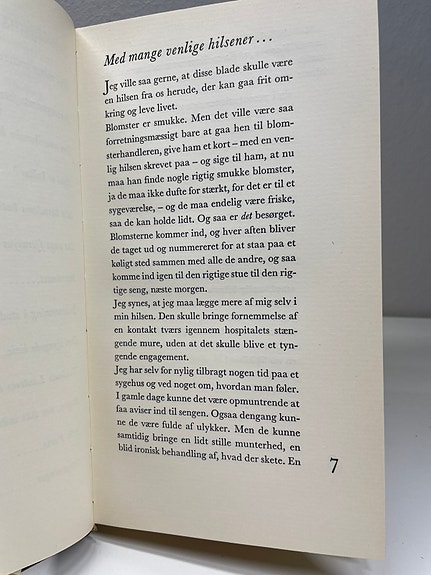 Med mange venlige hilsener . . .
Jeg ville saa gerne, at disse blade skulle være
en hilsen fra os herude, der kan gaa frit om-
kring og leve livet.
Blomster er smukke. Men det ville være saa
forretningsmæssigt bare at gaa hen til blom-
sterhandleren, give ham et kort – med en ven-
lig hilsen skrevet paa – og sige til ham, at nu
maa han finde nogle rigtig smukke blomster,
ja de maa ikke dufte for stærkt, for det er til et
sygeværelse, – og de maa endelig være friske,
saa de kan holde lidt. Og saa er det besørget.
Blomsterne kommer ind, og hver aften bliver
de taget ud og nummereret for at staa paa et
køligt sted sammen med alle de andre, og saa
komme ind igen til den rigtige stue til den rig-
tige seng, næste morgen.
Jeg synes, at jeg maa lægge mere af mig selv i
min hilsen. Den skulle bringe fornemmelse af
en kontakt tværs igennem hospitalets stæn-
gende mure, uden at det skulle blive et tyn-
gende engagement.
Jeg har selv for nylig tilbragt nogen tid paa et
sygehus og ved noget om, hvordan man føler.
I gamle dage kunne det være opmuntrende at
faa aviser ind til sengen. Ogsaa dengang kun-
ne de være fulde af ulykker. Men de kunne
samtidig bringe en lidt stille munterhed, en
blid ironisk behandling af, hvad der skete. En
7